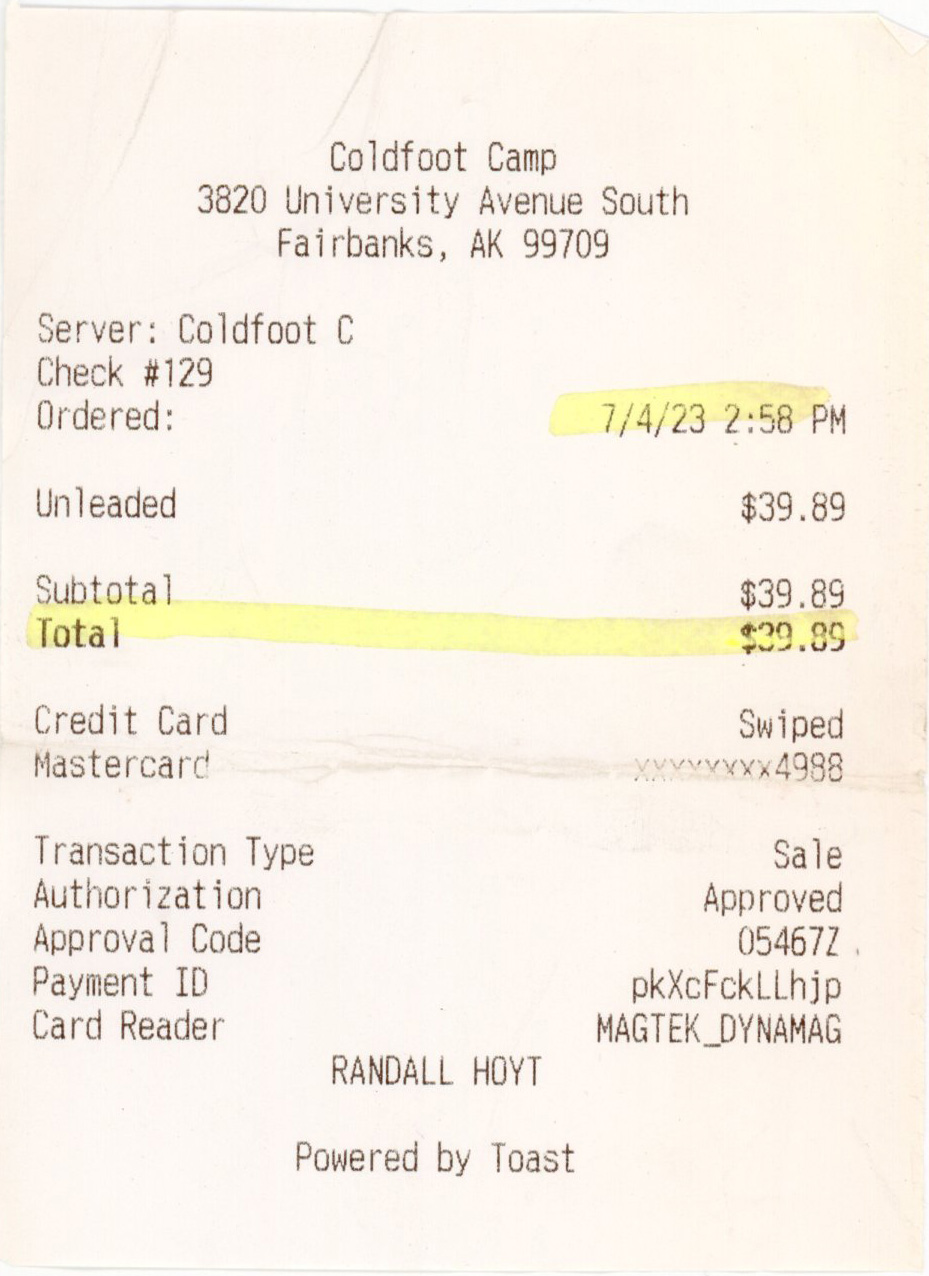 Coldfoot Camp
3820 University Avenue South
Fairbanks, AK 99709
Server: Coldfoot C
Check #129
Ordered: 7/4/23 2:58 PM
Unleaded $39.89
Subtotal $39.89
Total $39.89
Credit Card Swiped
Mastercard xxxxxxxx4988
Transaction Type Sale
Authorization Approved
Approval Code 05467Z
Payment ID pkXcFckLLhjp
Card Reader MAGTEK_DYNAMAG
RANDALL HOYT
Powered by Toast